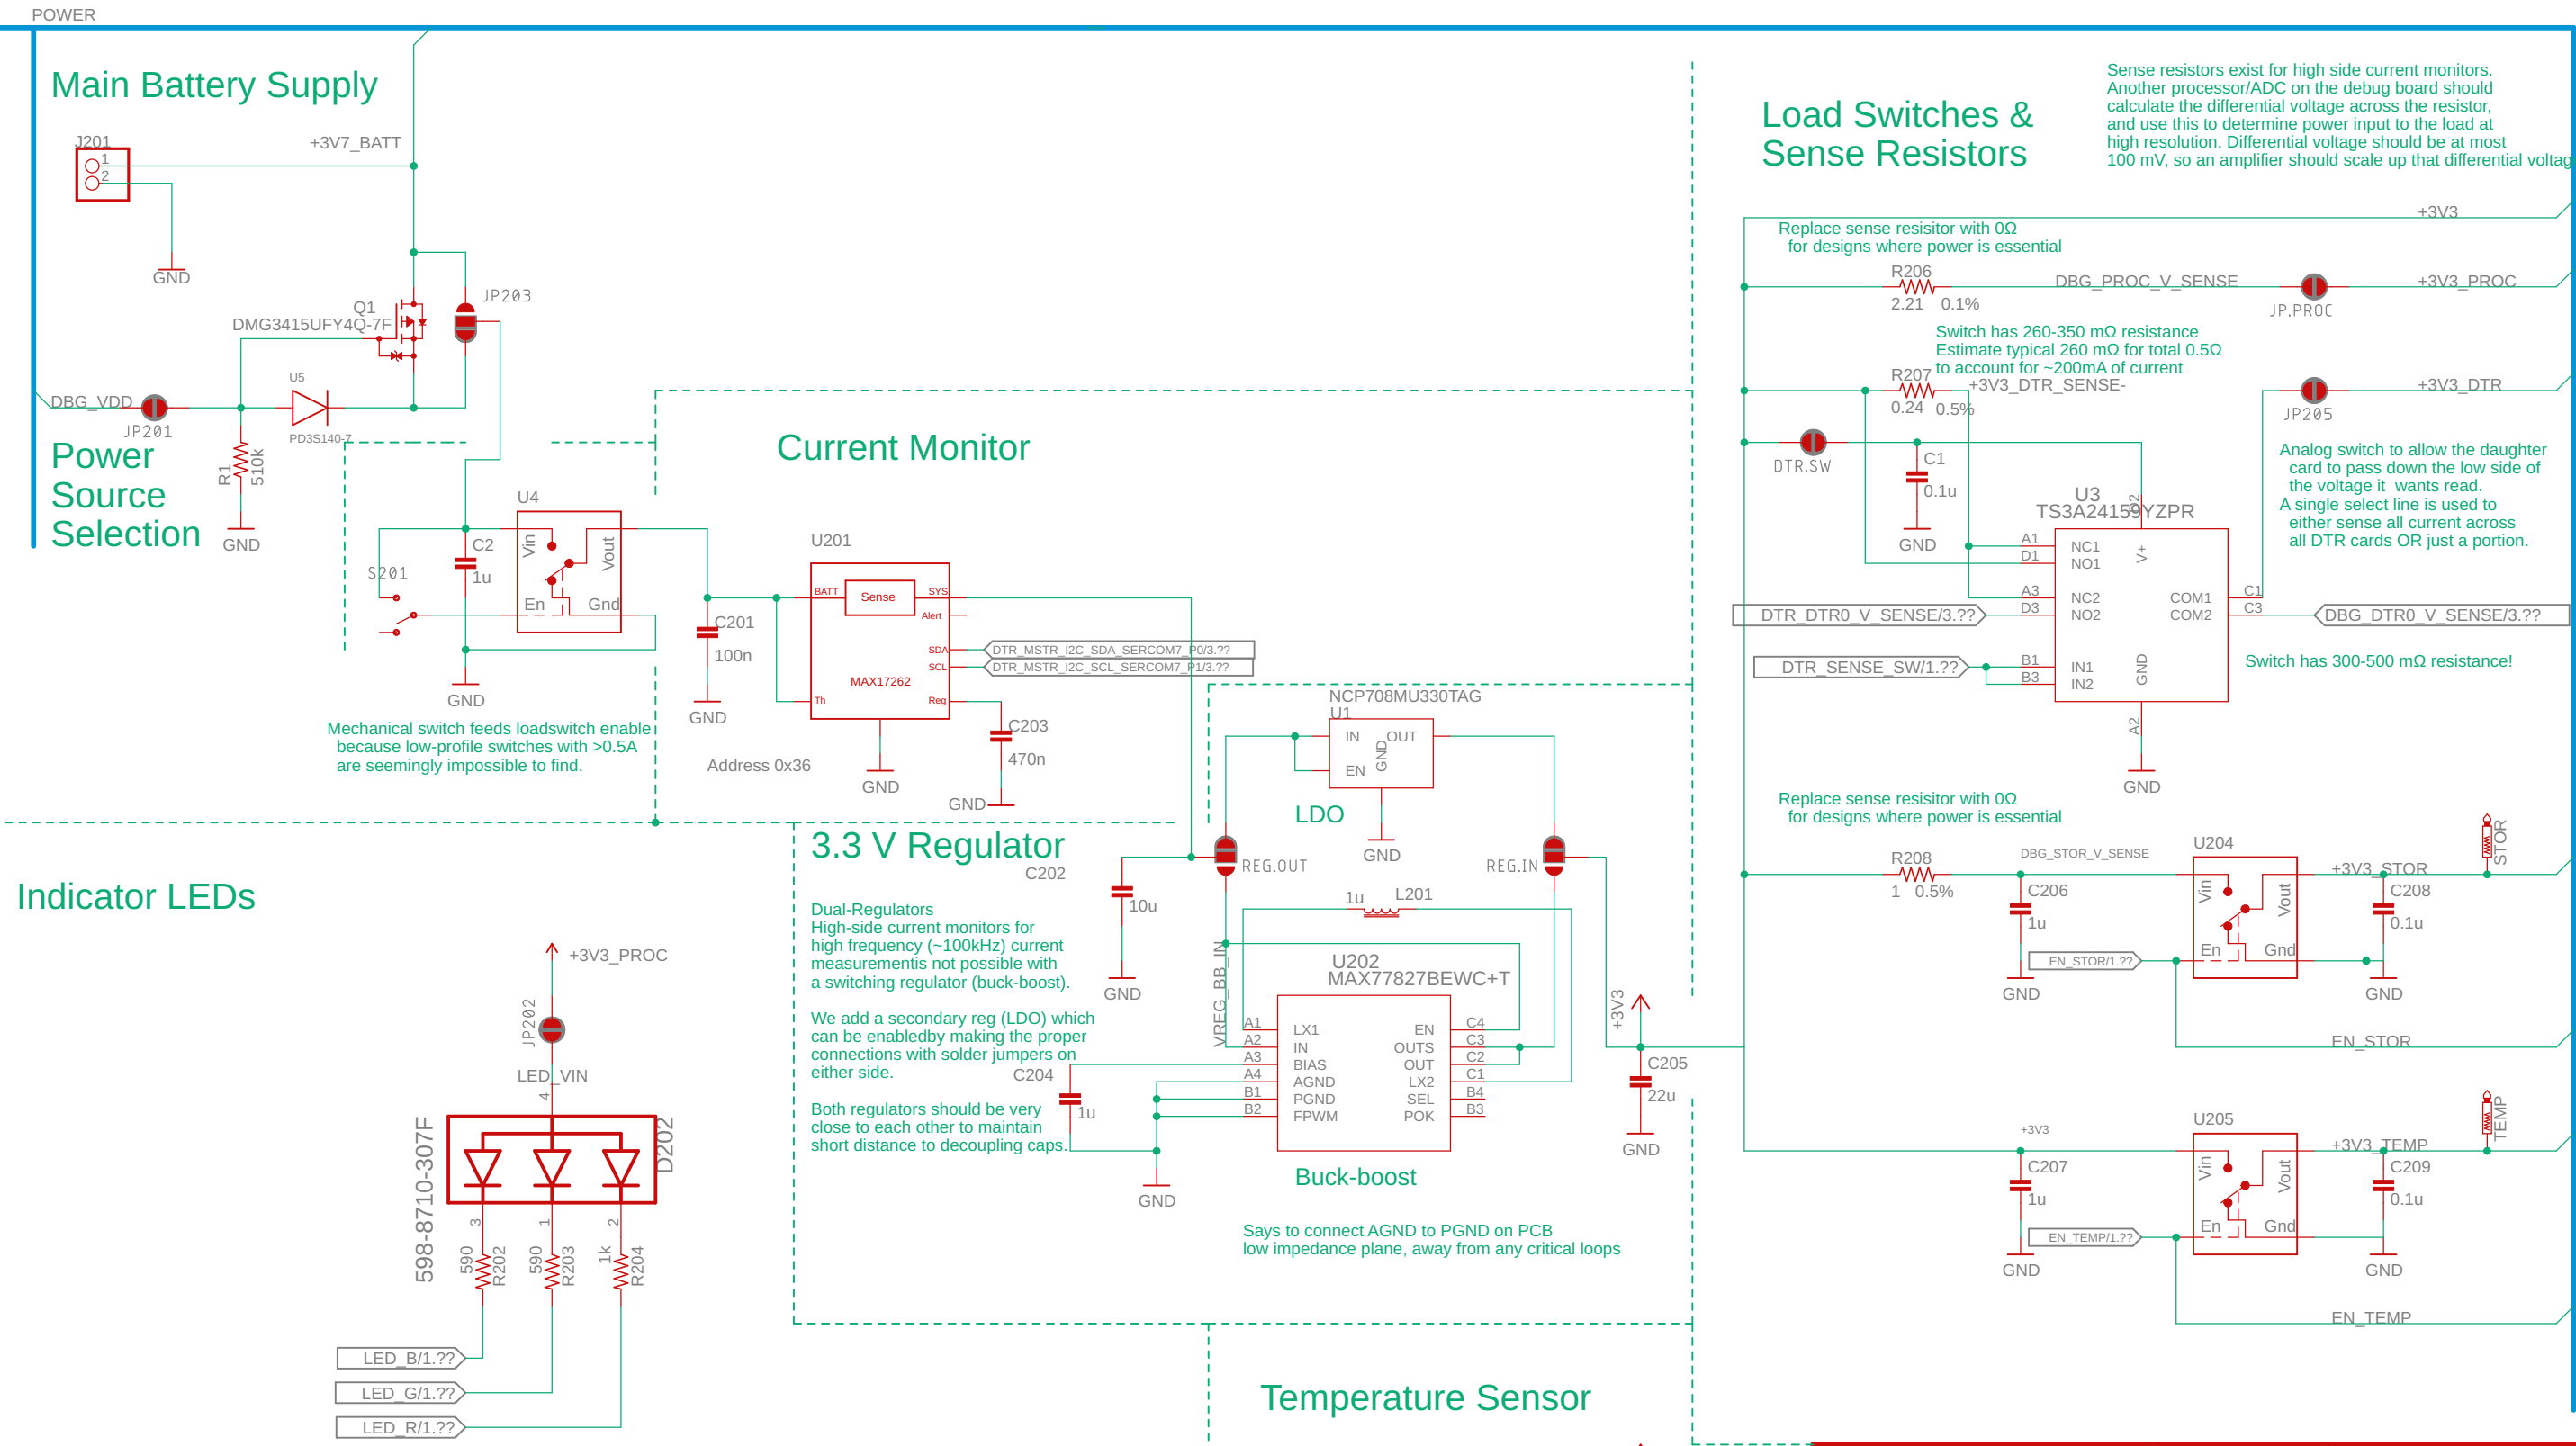 POWER
Main Battery Supply
J201
1
2
+3V7_BATT
GND
Q1
DMG3415UFY4Q-7F
JP203
U5
PD3S140-7
DBG_VDD
JP201
R1
510k
GND
Power
Source
Selection
S201
C2
1u
U4
Vin
Vout
En
Gnd
GND
Mechanical switch feeds loadswitch enable
because low-profile switches with >0.5A
are seemingly impossible to find.
Current Monitor
U201
BATT
Sense
SYS
Alert
SDA
SCL
MAX17262
Th
Reg
C201
100n
GND
DTR_MSTR_I2C_SDA_SERCOM7_P0/3.??
DTR_MSTR_I2C_SCL_SERCOM7_P1/3.??
C203
470n
GND
GND
Address 0x36
NCP708MU330TAG
U1
IN
OUT
GND
EN
LDO
GND
3.3 V Regulator
C202
10u
GND
REG.OUT
REG.IN
1u
L201
Dual-Regulators
High-side current monitors for
high frequency (~100kHz) current
measurementis not possible with
a switching regulator (buck-boost).
We add a secondary reg (LDO) which
can be enabledby making the proper
connections with solder jumpers on
either side.
Both regulators should be very
close to each other to maintain
short distance to decoupling caps.
C204
1u
GND
VREG_BB_IN
U202
MAX77827BEWC+T
A1 LX1 EN C4
A2 IN OUTS C3
A3 BIAS OUT C2
A4 AGND LX2 C1
B1 PGND SEL B4
B2 FPWM POK B3
Buck-boost
Says to connect AGND to PGND on PCB
low impedance plane, away from any critical loops
+3V3
C205
22u
GND
Indicator LEDs
+3V3_PROC
JP202
LED_VIN
4
598-8710-307F
D202
3
1
2
590
R202
590
R203
1k
R204
LED_B/1.??
LED_G/1.??
LED_R/1.??
Temperature Sensor
Load Switches &
Sense Resistors
Sense resistors exist for high side current monitors.
Another processor/ADC on the debug board should
calculate the differential voltage across the resistor,
and use this to determine power input to the load at
high resolution. Differential voltage should be at most
100 mV, so an amplifier should scale up that differential voltag
+3V3
Replace sense resisitor with 0Ω
for designs where power is essential
R206
2.21 0.1%
DBG_PROC_V_SENSE
JP.PROC
+3V3_PROC
Switch has 260-350 mΩ resistance
Estimate typical 260 mΩ for total 0.5Ω
to account for ~200mA of current
R207
0.24 0.5%
+3V3_DTR_SENSE-
JP205
+3V3_DTR
DTR.SW
C1
0.1u
GND
Analog switch to allow the daughter
card to pass down the low side of
the voltage it wants read.
A single select line is used to
either sense all current across
all DTR cards OR just a portion.
U3
TS3A24159YZPR
D2
V+
A1 NC1
D1 NO1
A3 NC2 COM1 C1
D3 NO2 COM2 C3
B1 IN1
B3 IN2
GND
A2
GND
DTR_DTR0_V_SENSE/3.??
DBG_DTR0_V_SENSE/3.??
DTR_SENSE_SW/1.??
Switch has 300-500 mΩ resistance!
Replace sense resisitor with 0Ω
for designs where power is essential
R208
1 0.5%
DBG_STOR_V_SENSE
C206
1u
GND
EN_STOR/1.??
U204
Vin
Vout
En
Gnd
+3V3_STOR
STOR
C208
0.1u
GND
EN_STOR
+3V3
C207
1u
GND
EN_TEMP/1.??
U205
Vin
Vout
En
Gnd
+3V3_TEMP
TEMP
C209
0.1u
GND
EN_TEMP